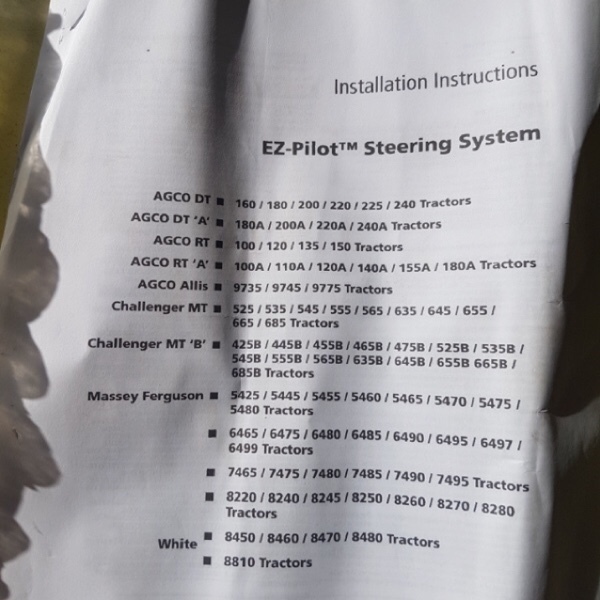 Installation Instructions
EZ-Pilot™ Steering System
AGCO DT ■ 160 / 180 / 200 / 220 / 225 / 240 Tractors
AGCO DT 'A' ■ 180A / 200A / 220A / 240A Tractors
AGCO RT ■ 100 / 120 / 135 / 150 Tractors
AGCO RT 'A' ■ 100A / 110A / 120A / 140A / 155A / 180A Tractors
AGCO Allis ■ 9735 / 9745 / 9775 Tractors
Challenger MT ■ 525 / 535 / 545 / 555 / 565 / 635 / 645 / 655 /
665 / 685 Tractors
Challenger MT 'B' ■ 425B / 445B / 455B / 465B / 475B / 525B / 535B /
545B / 555B / 565B / 635B / 645B / 655B 665B /
685B Tractors
Massey Ferguson ■ 5425 / 5445 / 5455 / 5460 / 5465 / 5470 / 5475 /
5480 Tractors
■ 6465 / 6475 / 6480 / 6485 / 6490 / 6495 / 6497 /
6499 Tractors
■ 7465 / 7475 / 7480 / 7485 / 7490 / 7495 Tractors
■ 8220 / 8240 / 8245 / 8250 / 8260 / 8270 / 8280
Tractors
White ■ 8450 / 8460 / 8470 / 8480 Tractors
■ 8810 Tractors